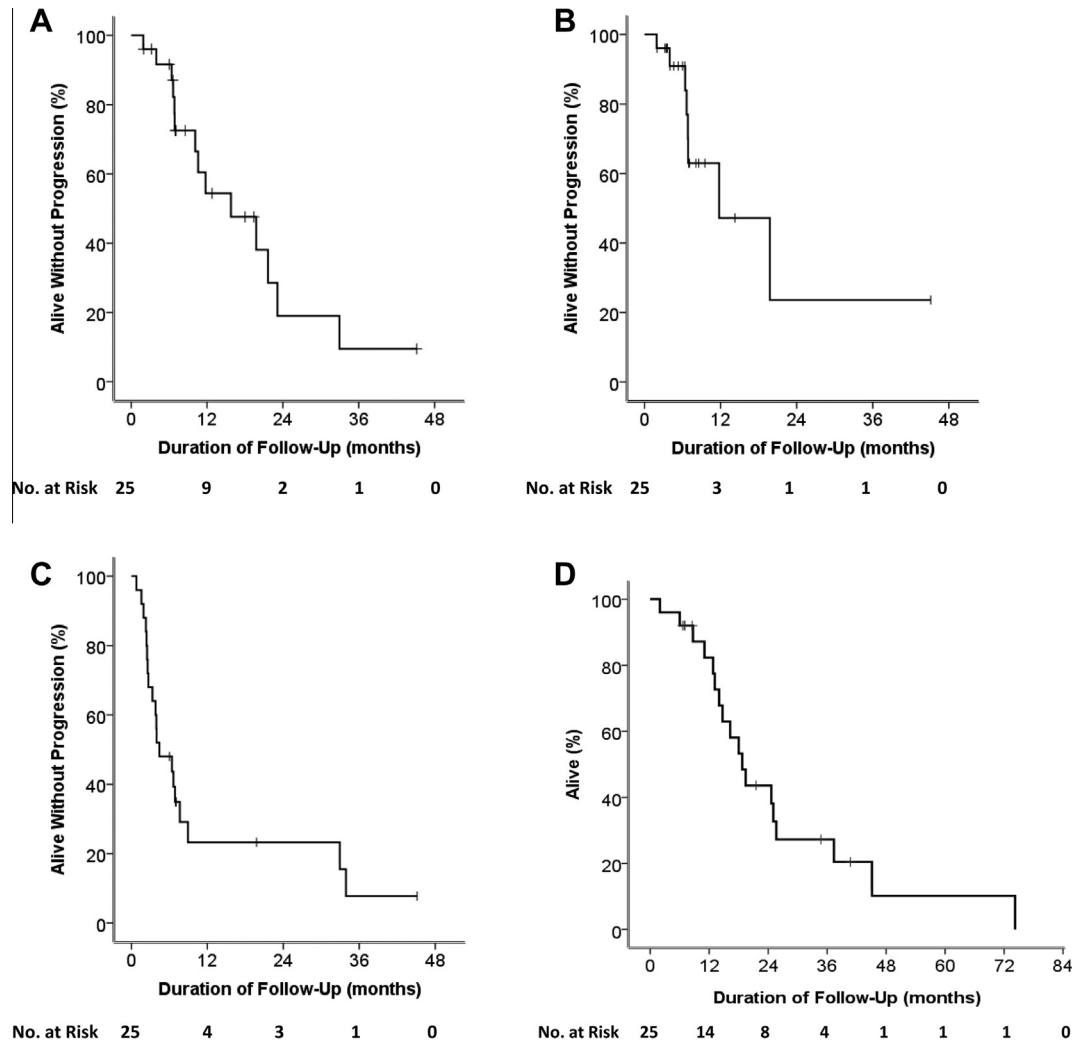 A
100
80
60
40
20
0
Alive Without Progression (%)
0 12 24 36 48
Duration of Follow-Up (months)
No. at Risk 25 9 2 1 0
B
100
80
60
40
20
0
Alive Without Progression (%)
0 12 24 36 48
Duration of Follow-Up (months)
No. at Risk 25 3 1 1 0
C
100
80
60
40
20
0
Alive Without Progression (%)
0 12 24 36 48
Duration of Follow-Up (months)
No. at Risk 25 4 3 1 0
D
100
80
60
40
20
0
Alive (%)
0 12 24 36 48 60 72 84
Duration of Follow-Up (months)
No. at Risk 25 14 8 4 1 1 1 0